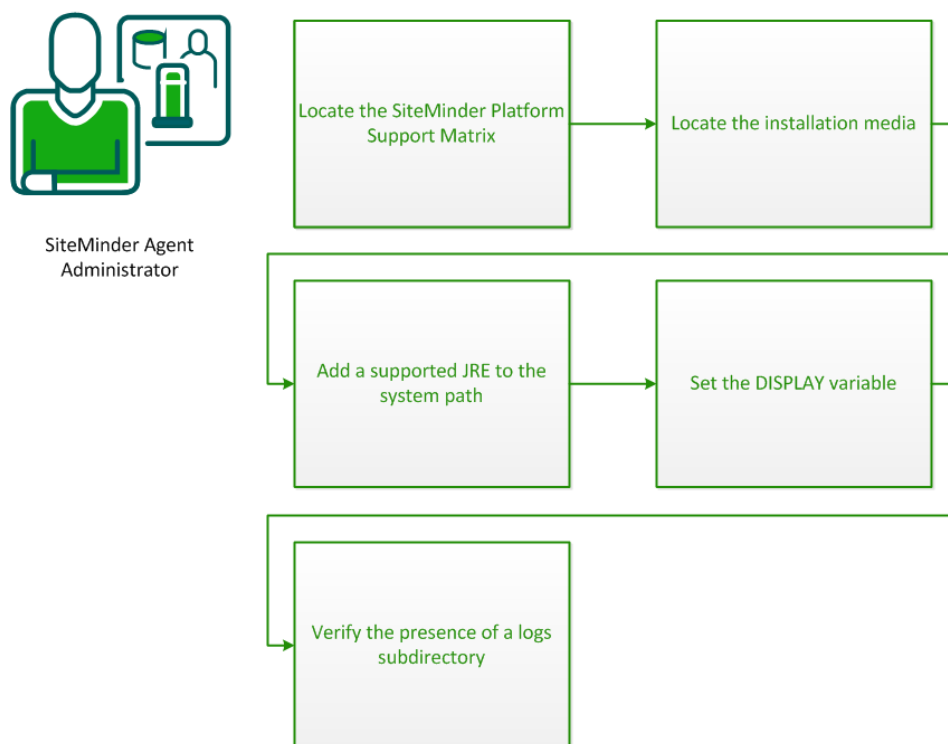 SiteMinder Agent
Administrator
Locate the SiteMinder Platform
Support Matrix
Locate the installation media
Add a supported JRE to the
system path
Set the DISPLAY variable
Verify the presence of a logs
subdirectory